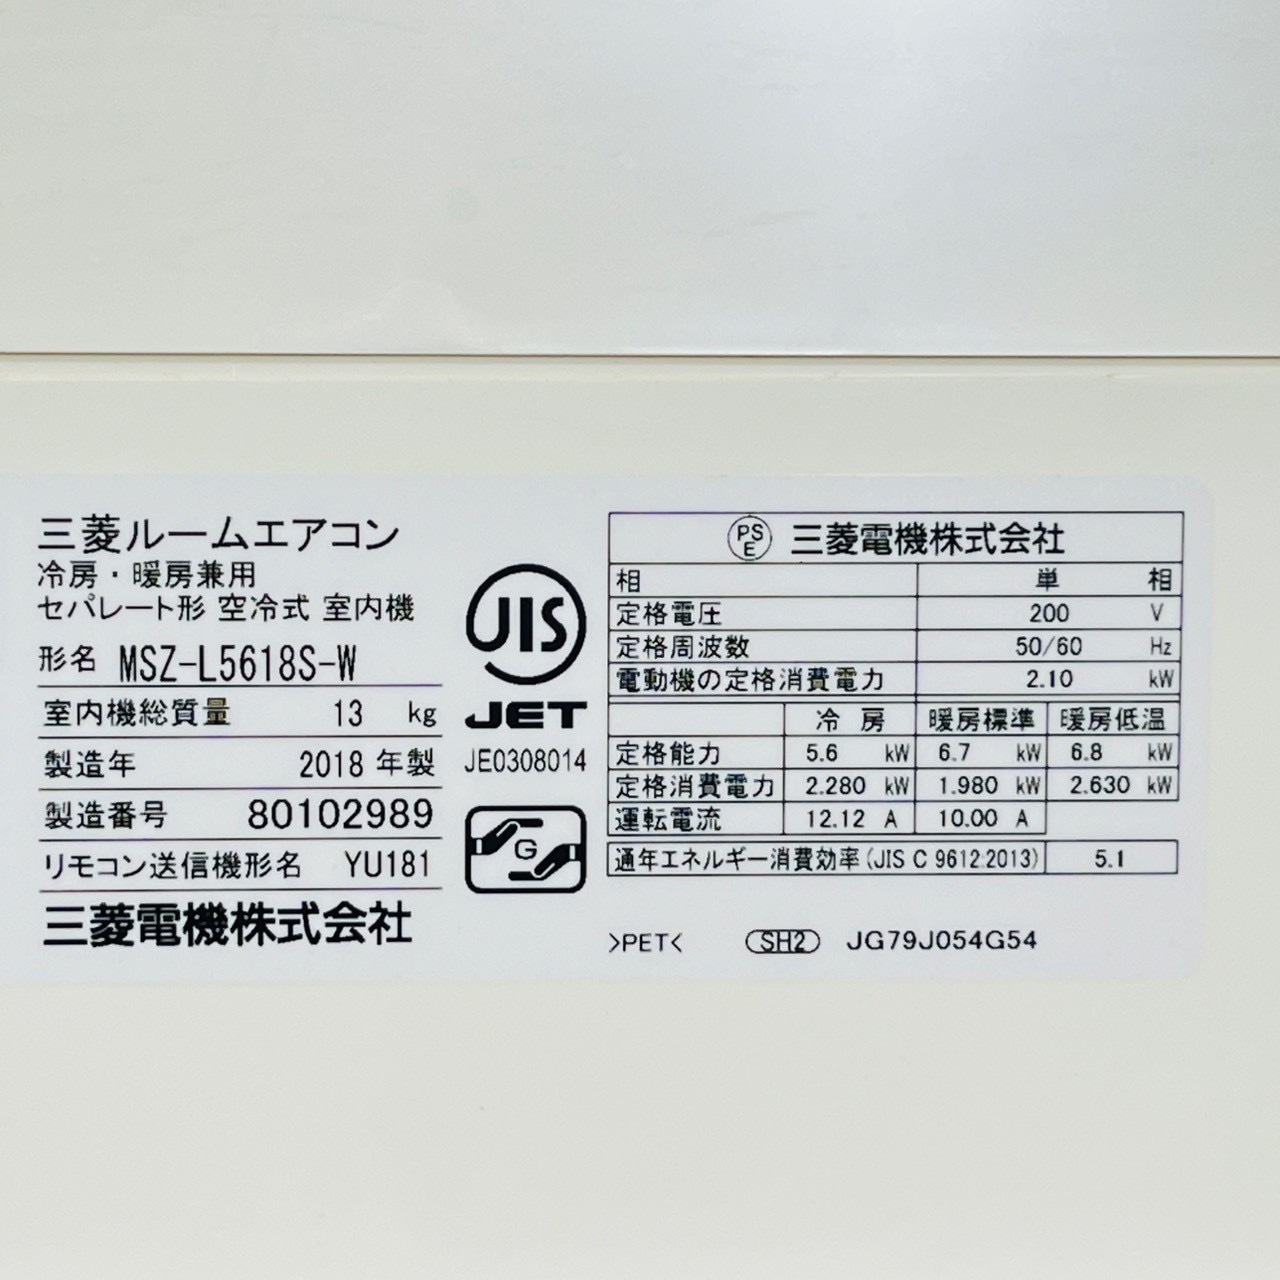 三菱ルームエアコン
冷房・暖房兼用
セパレート形 空冷式 室内機
形名 MSZ-L5618S-W
室内機総質量 13 kg
製造年 2018 年製
製造番号 80102989
リモコン送信機形名 YU181
三菱電機株式会社
JIS
JET
JE0308014
G
PS E 三菱電機株式会社
相 単 相
定格電圧 200 V
定格周波数 50/60 Hz
電動機の定格消費電力 2.10 kW
冷 房 暖房標準 暖房低温
定格能力 5.6 kW 6.7 kW 6.8 kW
定格消費電力 2.280 kW 1.980 kW 2.630 kW
運転電流 12.12 A 10.00 A
通年エネルギー消費効率(JIS C 9612:2013) 5.1
>PET< SH2 JG79J054G54